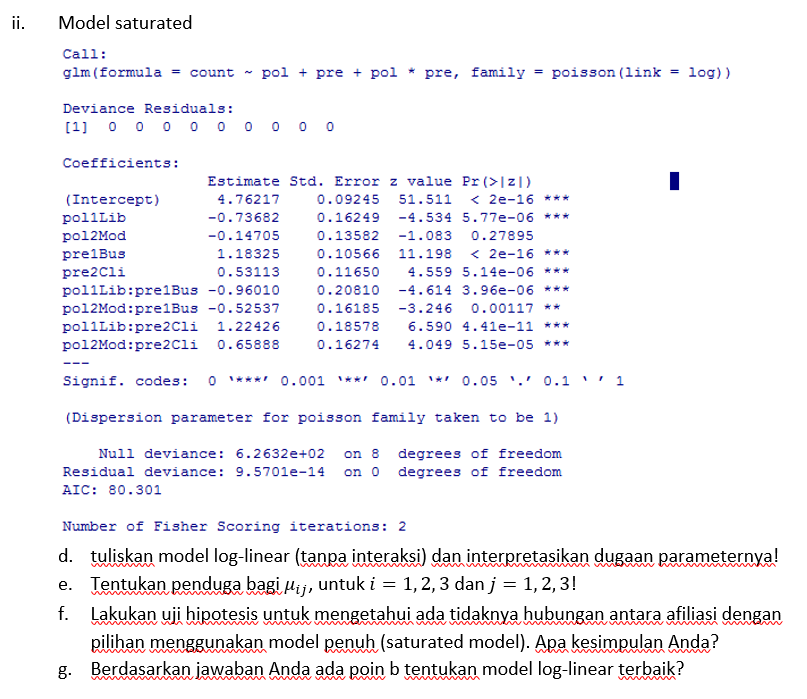 ii. Model saturated
Call:
glm(formula = count ~ pol + pre + pol * pre, family = poisson(link = log))
Deviance Residuals:
[1] 0 0 0 0 0 0 0 0 0
Coefficients:
Estimate Std. Error z value Pr(>|z|)
(Intercept) 4.76217 0.09245 51.511 < 2e-16 ***
pol1Lib -0.73682 0.16249 -4.534 5.77e-06 ***
pol2Mod -0.14705 0.13582 -1.083 0.27895
pre1Bus 1.18325 0.10566 11.198 < 2e-16 ***
pre2Cli 0.53113 0.11650 4.559 5.14e-06 ***
pol1Lib:pre1Bus -0.96010 0.20810 -4.614 3.96e-06 ***
pol2Mod:pre1Bus -0.52537 0.16185 -3.246 0.00117 **
pol1Lib:pre2Cli 1.22426 0.18578 6.590 4.41e-11 ***
pol2Mod:pre2Cli 0.65888 0.16274 4.049 5.15e-05 ***
---
Signif. codes: 0 ‘***’ 0.001 ‘**’ 0.01 ‘*’ 0.05 ‘.’ 0.1 ‘ ’ 1
(Dispersion parameter for poisson family taken to be 1)
Null deviance: 6.2632e+02 on 8 degrees of freedom
Residual deviance: 9.5701e-14 on 0 degrees of freedom
AIC: 80.301
Number of Fisher Scoring iterations: 2
d. tuliskan model log-linear (tanpa interaksi) dan interpretasikan dugaan parameternya!
e. Tentukan penduga bagi μᵢⱼ, untuk i = 1, 2, 3 dan j = 1, 2, 3!
f. Lakukan uji hipotesis untuk mengetahui ada tidaknya hubungan antara afiliasi dengan
pilihan menggunakan model penuh (saturated model). Apa kesimpulan Anda?
g. Berdasarkan jawaban Anda ada poin b tentukan model log-linear terbaik?